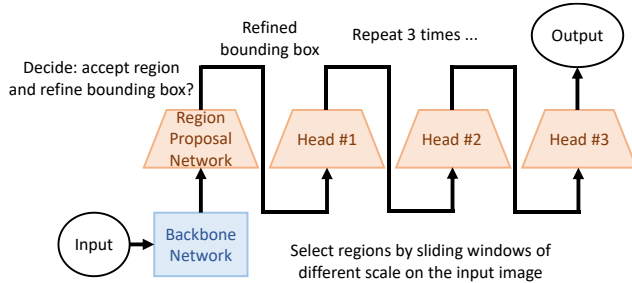 Refined
bounding box
Repeat 3 times ...
Output
Decide: accept region
and refine bounding box?
Region
Proposal
Network
Head #1
Head #2
Head #3
Input
Backbone
Network
Select regions by sliding windows of
different scale on the input image